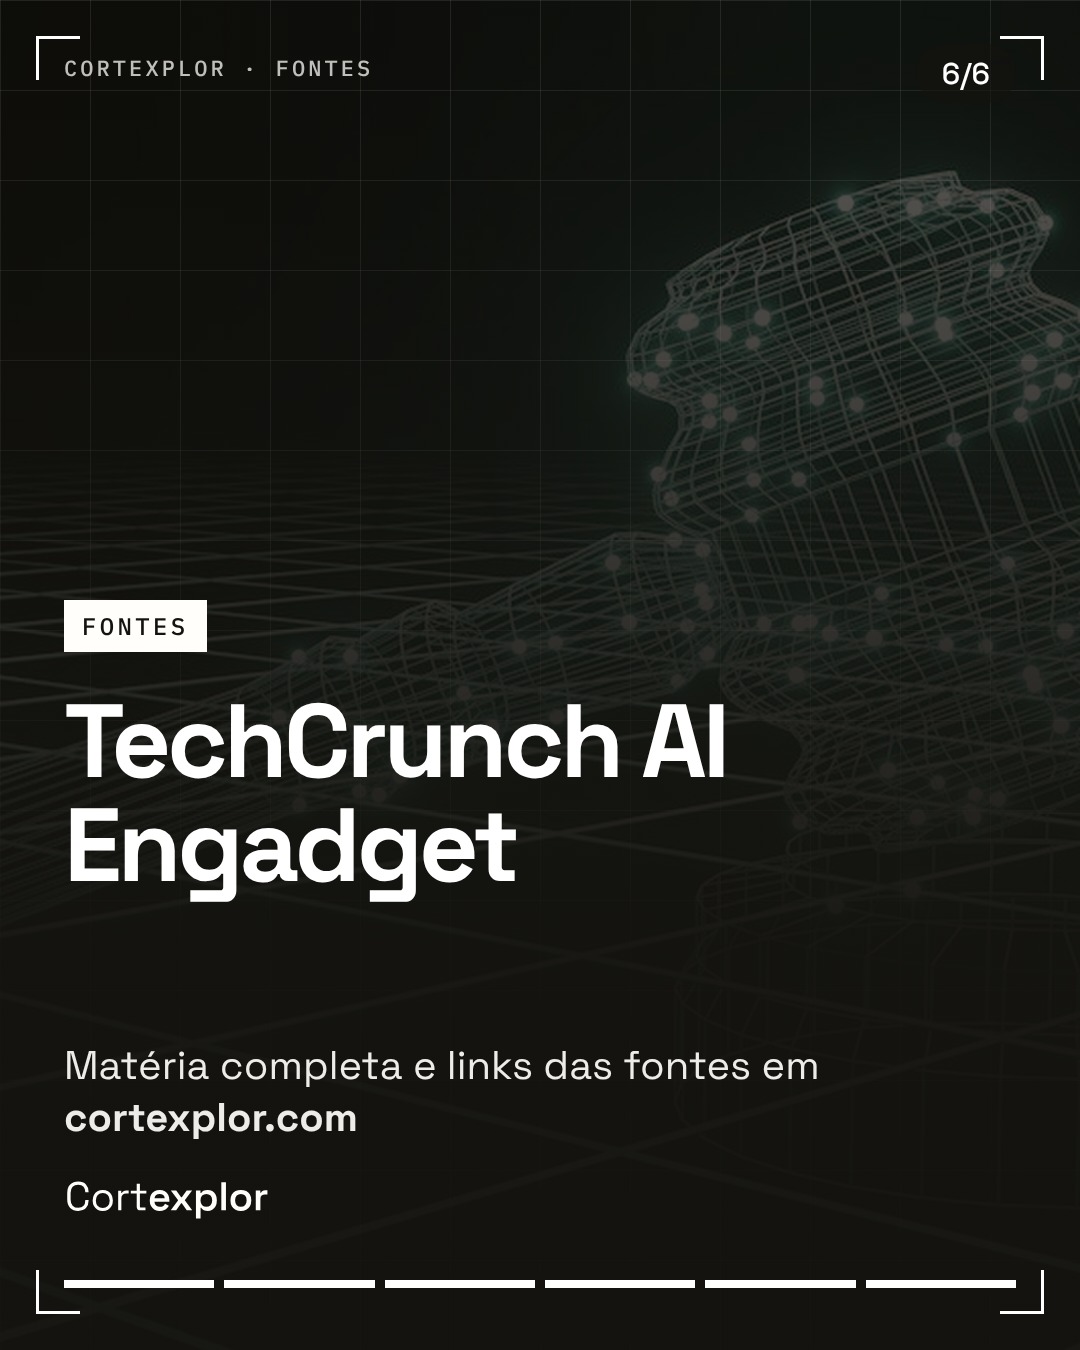 CORTEXPLOR · FONTES
6/6
FONTES
TechCrunch AI
Engadget
Matéria completa e links das fontes em
cortexplor.com
Cortexplor